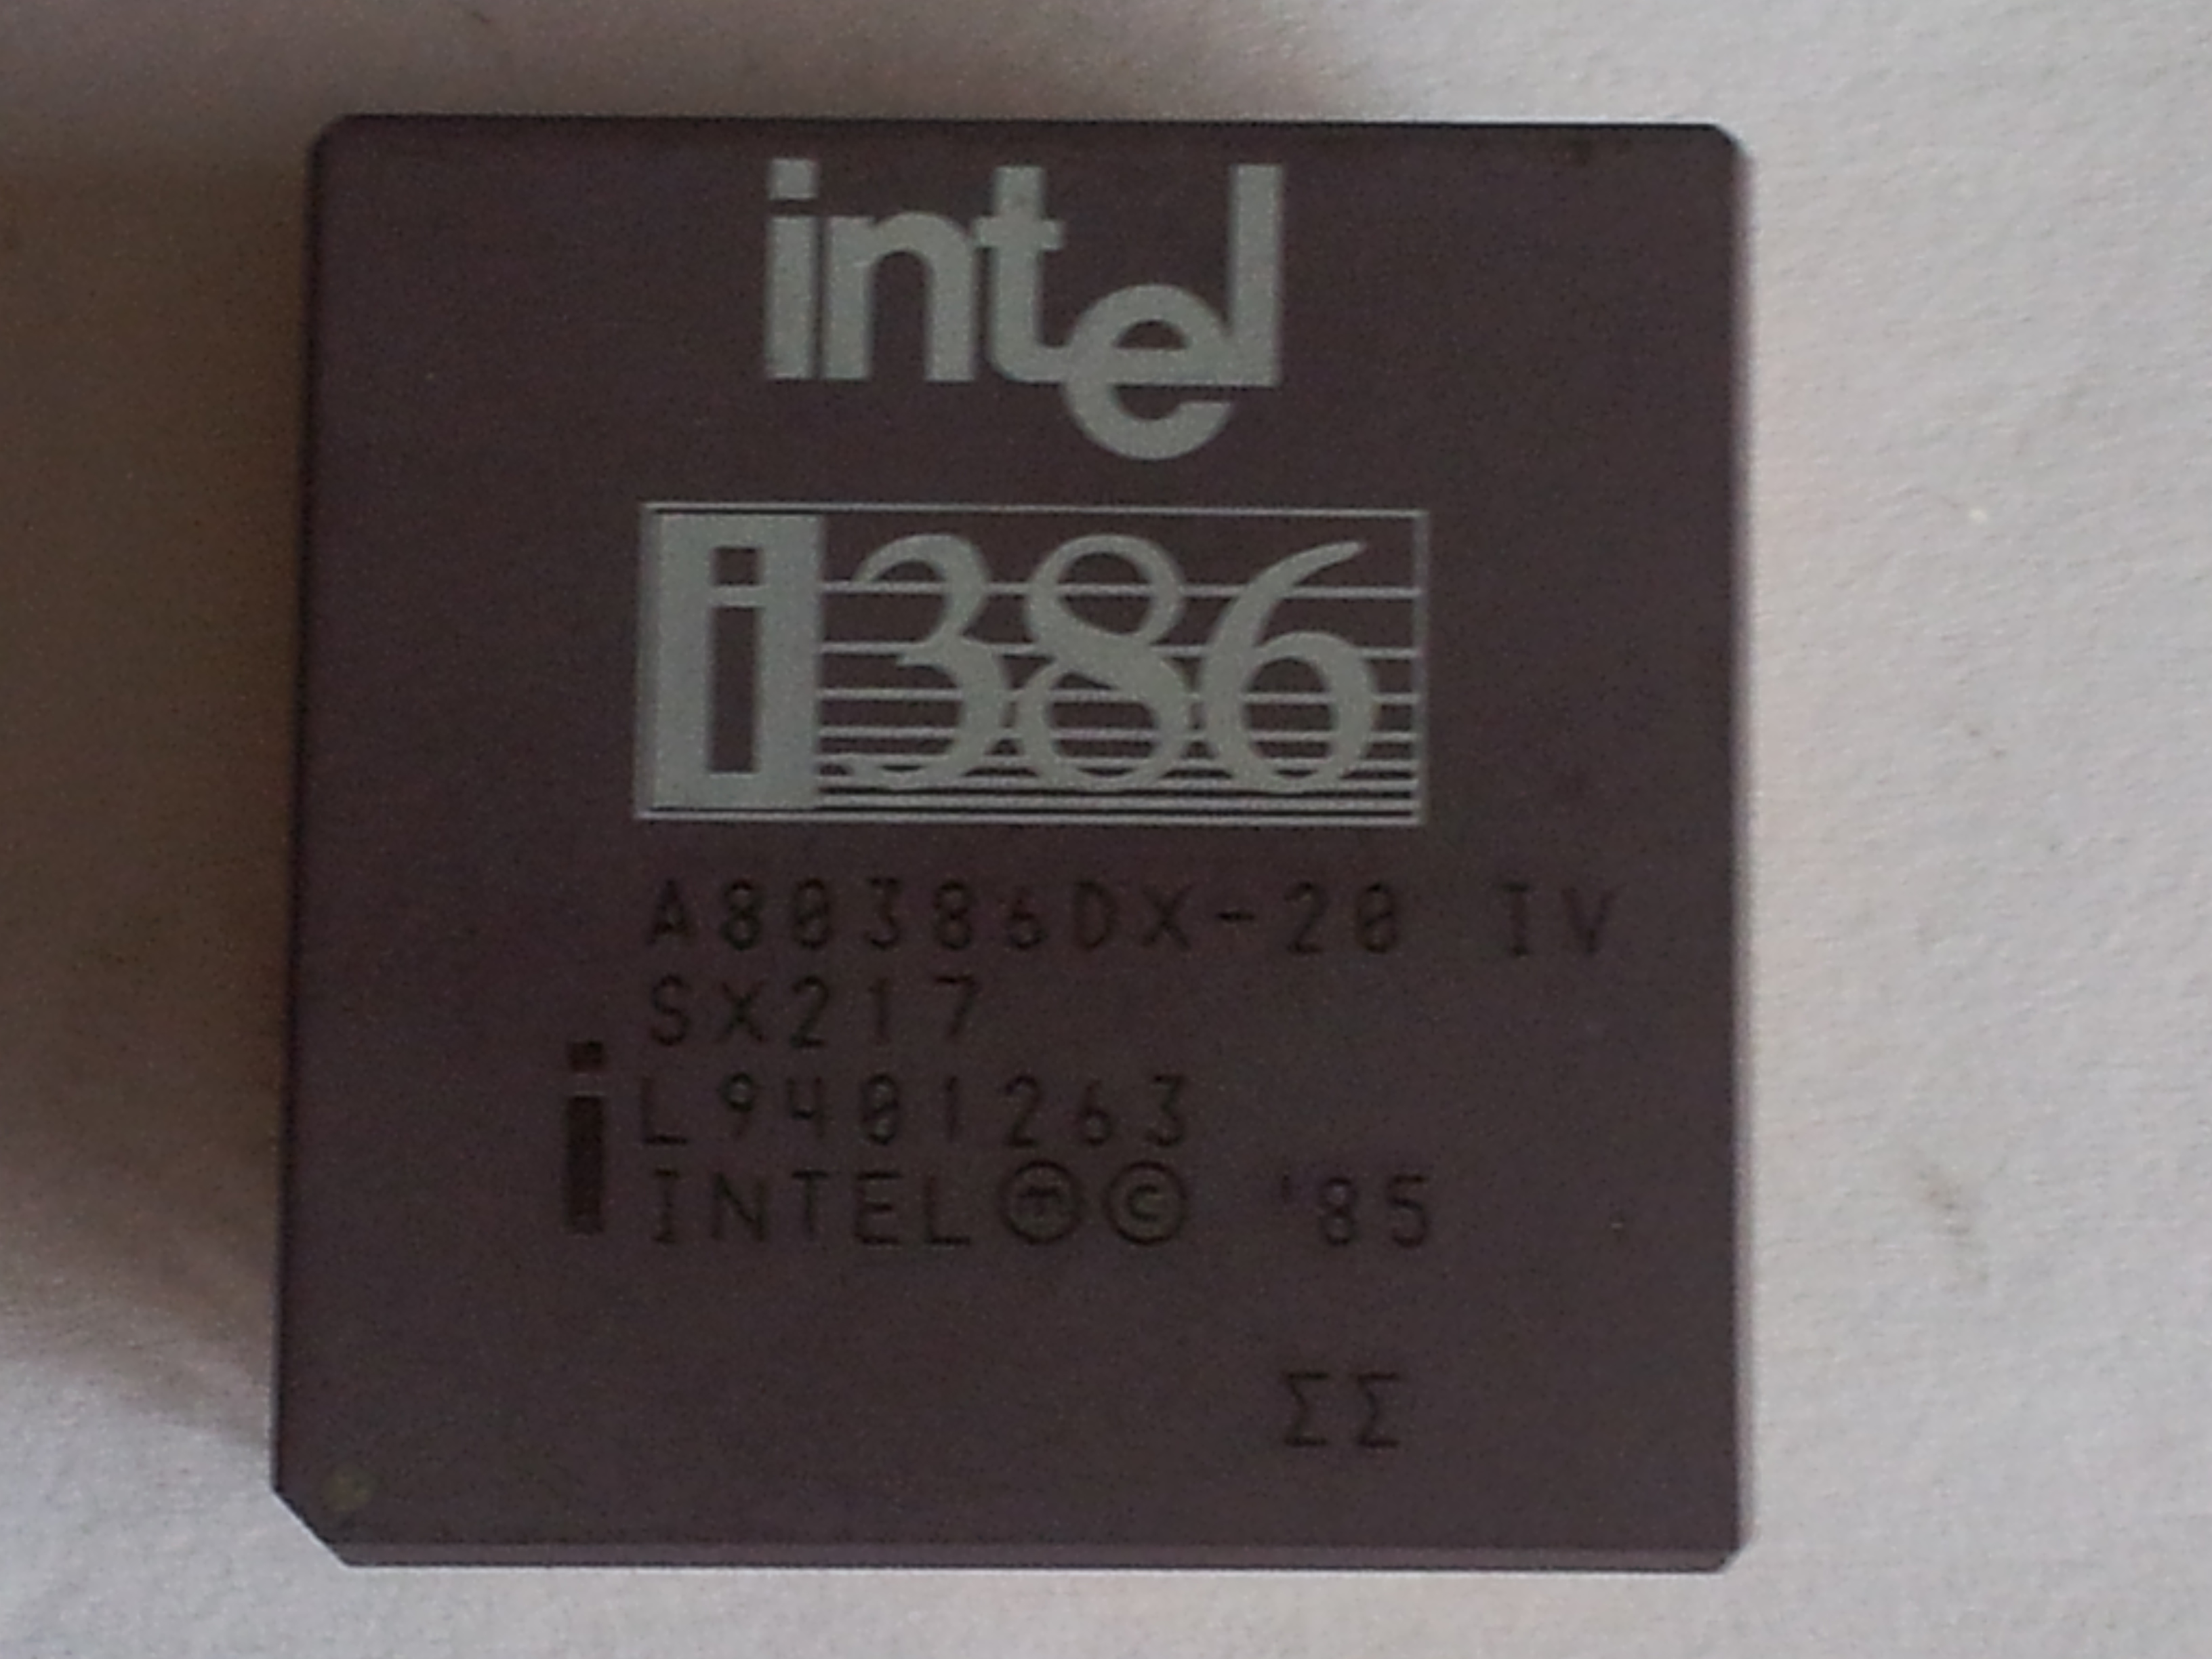 intel
i386
A80386DX-20 IV
SX217
L9401263
INTEL Ⓣ © '85
ΣΣ